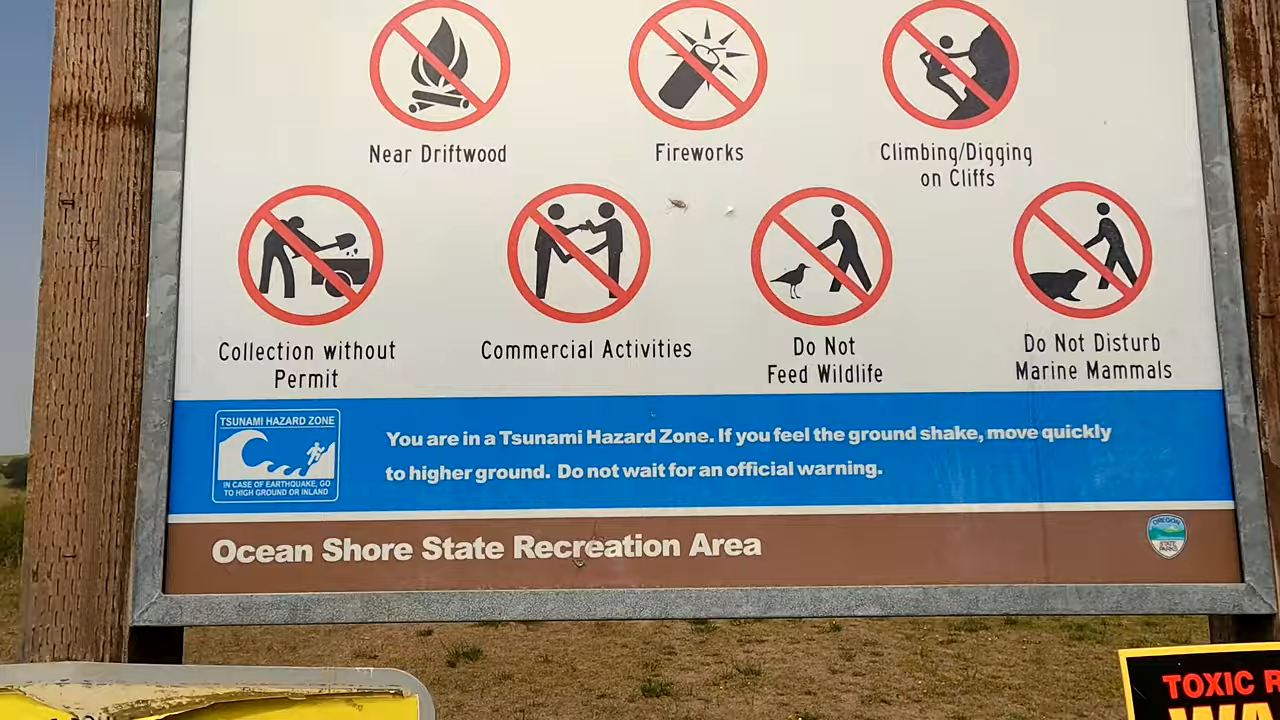 Near Driftwood
Fireworks
Climbing/Digging
on Cliffs
Collection without
Permit
Commercial Activities
Do Not
Feed Wildlife
Do Not Disturb
Marine Mammals
TSUNAMI HAZARD ZONE
IN CASE OF EARTHQUAKE, GO
TO HIGH GROUND OR INLAND
You are in a Tsunami Hazard Zone. If you feel the ground shake, move quickly
to higher ground. Do not wait for an official warning.
Ocean Shore State Recreation Area
OREGON
STATE
PARKS
TOXIC